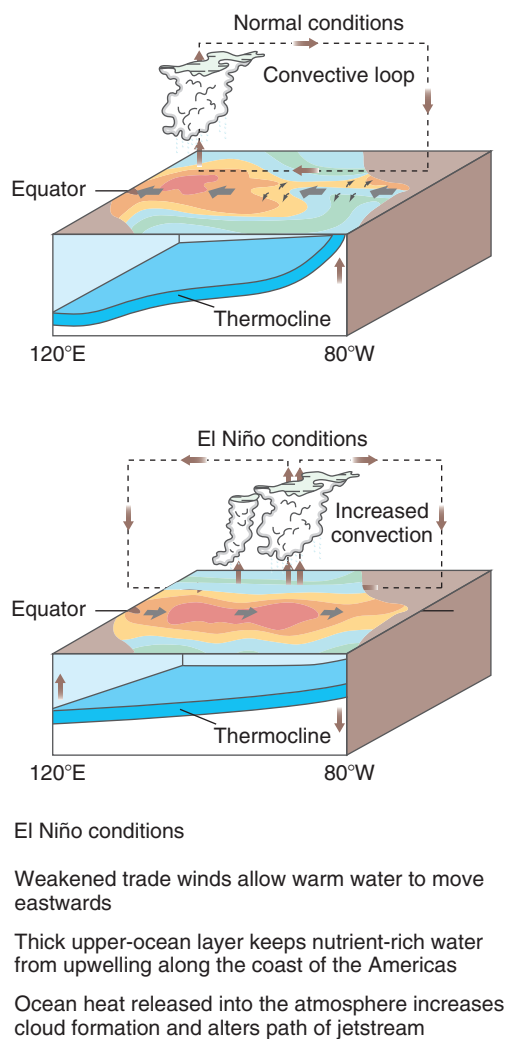 Normal conditions
Convective loop
Equator
Thermocline
120°E
80°W
El Niño conditions
Increased
convection
Equator
Thermocline
120°E
80°W
El Niño conditions
Weakened trade winds allow warm water to move
eastwards
Thick upper-ocean layer keeps nutrient-rich water
from upwelling along the coast of the Americas
Ocean heat released into the atmosphere increases
cloud formation and alters path of jetstream